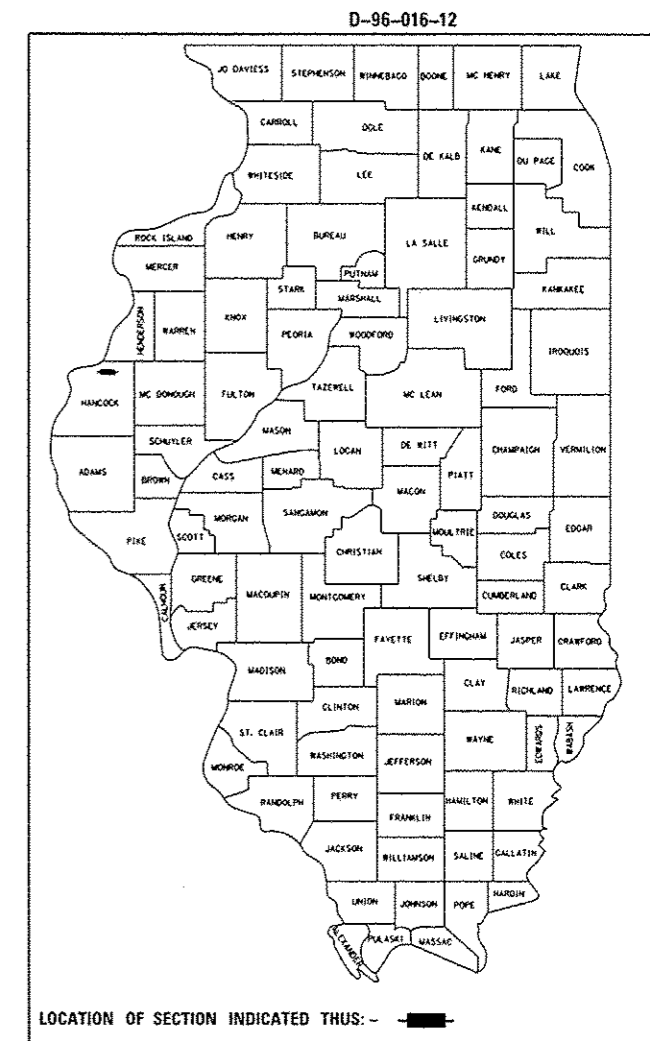 D-96-016-12
JO DAVIESS STEPHENSON WINNEBAGO BOONE MC HENRY LAKE
CARROLL OGLE DE KALB KANE DU PAGE COOK
WHITESIDE LEE
KENDALL WILL
ROCK ISLAND HENRY BUREAU LA SALLE GRUNDY
MERCER PUTNAM KANKAKEE
STARK MARSHALL
HENDERSON WARREN KNOX PEORIA WOODFORD LIVINGSTON IROQUOIS
HANCOCK MC DONOUGH FULTON TAZEWELL MC LEAN FORD
MASON
SCHUYLER LOGAN DE WITT CHAMPAIGN VERMILION
ADAMS BROWN CASS MENARD PIATT
MACON
MORGAN SANGAMON DOUGLAS EDGAR
PIKE SCOTT CHRISTIAN MOULTRIE COLES
SHELBY
GREENE MACOUPIN MONTGOMERY CUMBERLAND CLARK
CALHOUN JERSEY FAYETTE EFFINGHAM JASPER CRAWFORD
MADISON BOND
CLAY RICHLAND LAWRENCE
CLINTON MARION
ST. CLAIR WAYNE EDWARDS WABASH
WASHINGTON JEFFERSON
MONROE
RANDOLPH PERRY HAMILTON WHITE
FRANKLIN
JACKSON WILLIAMSON SALINE GALLATIN
UNION JOHNSON POPE HARDIN
ALEXANDER PULASKI MASSAC
LOCATION OF SECTION INDICATED THUS: -